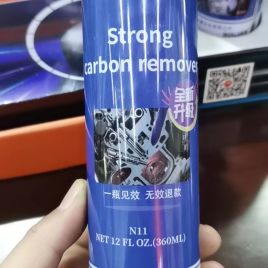 Strong
carbon remover
全新
升级
一瓶见效 无效退款
N11
NET 12 FL OZ.(360ML)